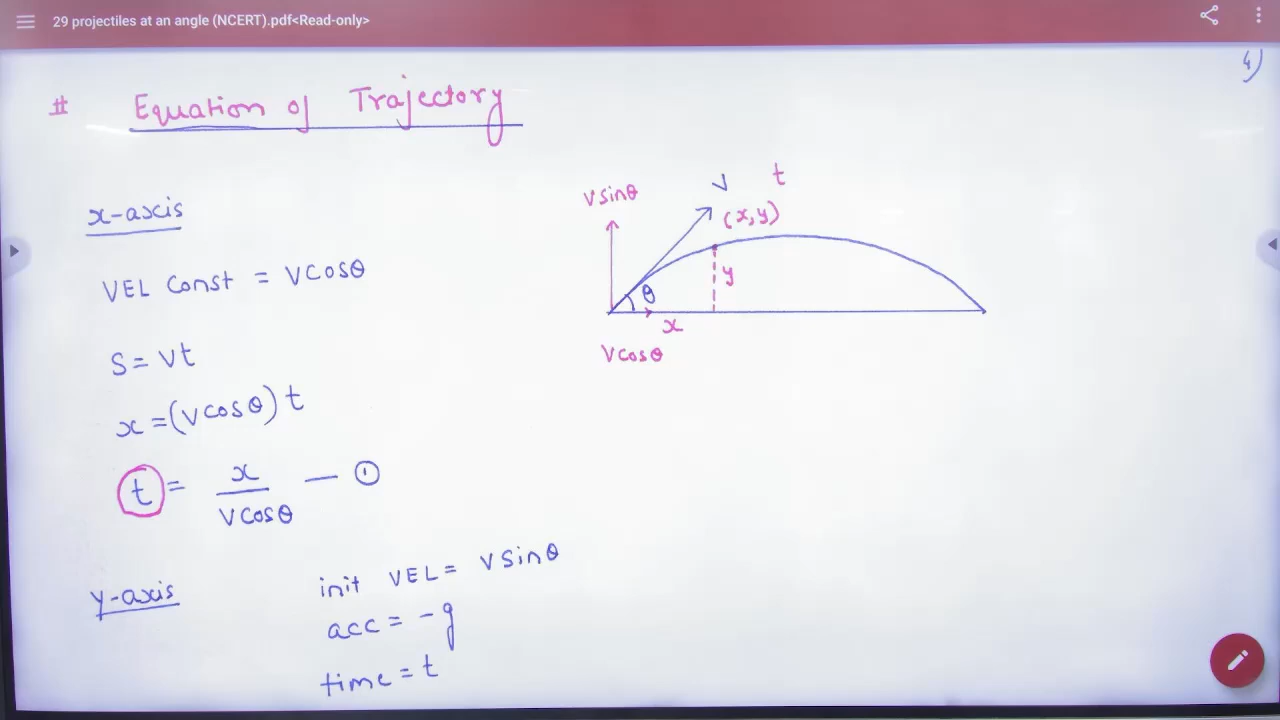 29 projectiles at an angle (NCERT).pdf<Read-only>
4)
# Equation of Trajectory
x-axis
VEL Const = Vcosθ
S = vt
x = (vcosθ) t
t = x / vcosθ — ①
y-axis
init VEL = vsinθ
acc = -g
time = t
V t
Vsinθ
(x,y)
y
θ
x
Vcosθ